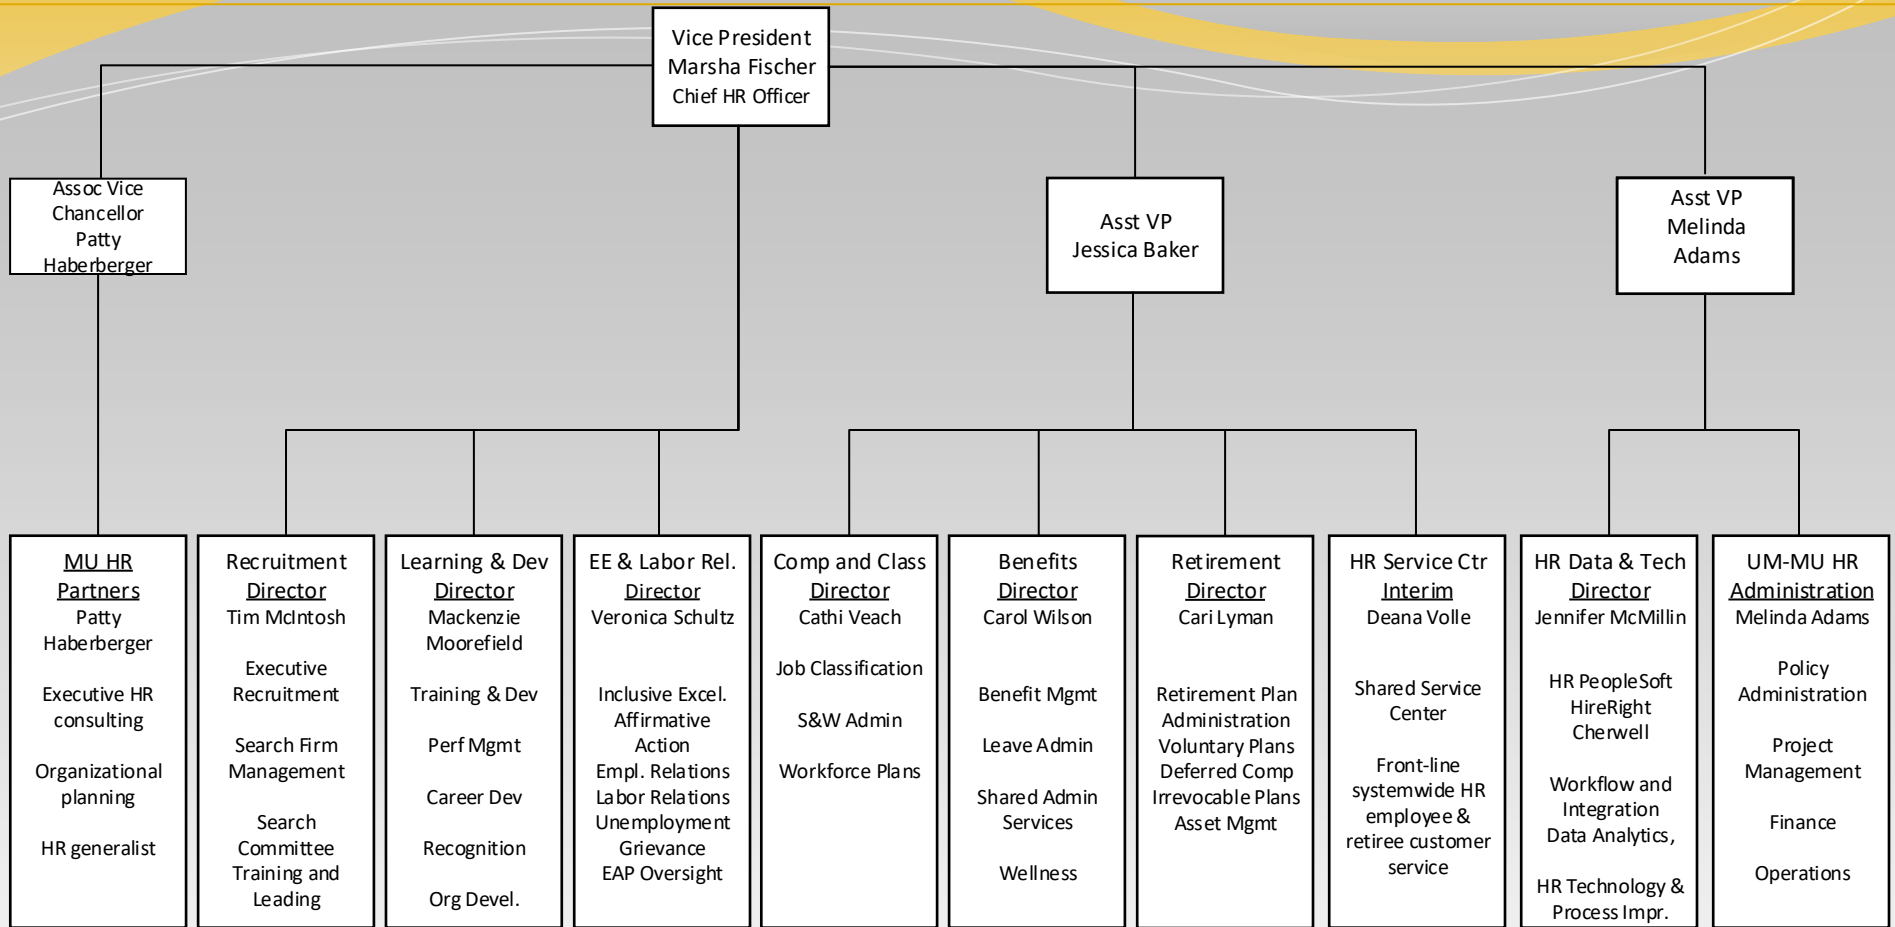 Vice President
Marsha Fischer
Chief HR Officer
Assoc Vice
Chancellor
Patty
Haberberger
Asst VP
Jessica Baker
Asst VP
Melinda
Adams
MU HR
Partners
Patty
Haberberger
Executive HR
consulting
Organizational
planning
HR generalist
Recruitment
Director
Tim McIntosh
Executive
Recruitment
Search Firm
Management
Search
Committee
Training and
Leading
Learning & Dev
Director
Mackenzie
Moorefield
Training & Dev
Perf Mgmt
Career Dev
Recognition
Org Devel.
EE & Labor Rel.
Director
Veronica Schultz
Inclusive Excel.
Affirmative
Action
Empl. Relations
Labor Relations
Unemployment
Grievance
EAP Oversight
Comp and Class
Director
Cathi Veach
Job Classification
S&W Admin
Workforce Plans
Benefits
Director
Carol Wilson
Benefit Mgmt
Leave Admin
Shared Admin
Services
Wellness
Retirement
Director
Cari Lyman
Retirement Plan
Administration
Voluntary Plans
Deferred Comp
Irrevocable Plans
Asset Mgmt
HR Service Ctr
Interim
Deana Volle
Shared Service
Center
Front-line
systemwide HR
employee &
retiree customer
service
HR Data & Tech
Director
Jennifer McMillin
HR PeopleSoft
HireRight
Cherwell
Workflow and
Integration
Data Analytics,
HR Technology &
Process Impr.
UM-MU HR
Administration
Melinda Adams
Policy
Administration
Project
Management
Finance
Operations